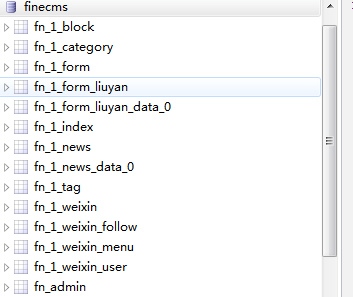 finecms
fn_1_block
fn_1_category
fn_1_form
fn_1_form_liuyan
fn_1_form_liuyan_data_0
fn_1_index
fn_1_news
fn_1_news_data_0
fn_1_tag
fn_1_weixin
fn_1_weixin_follow
fn_1_weixin_menu
fn_1_weixin_user
fn_admin